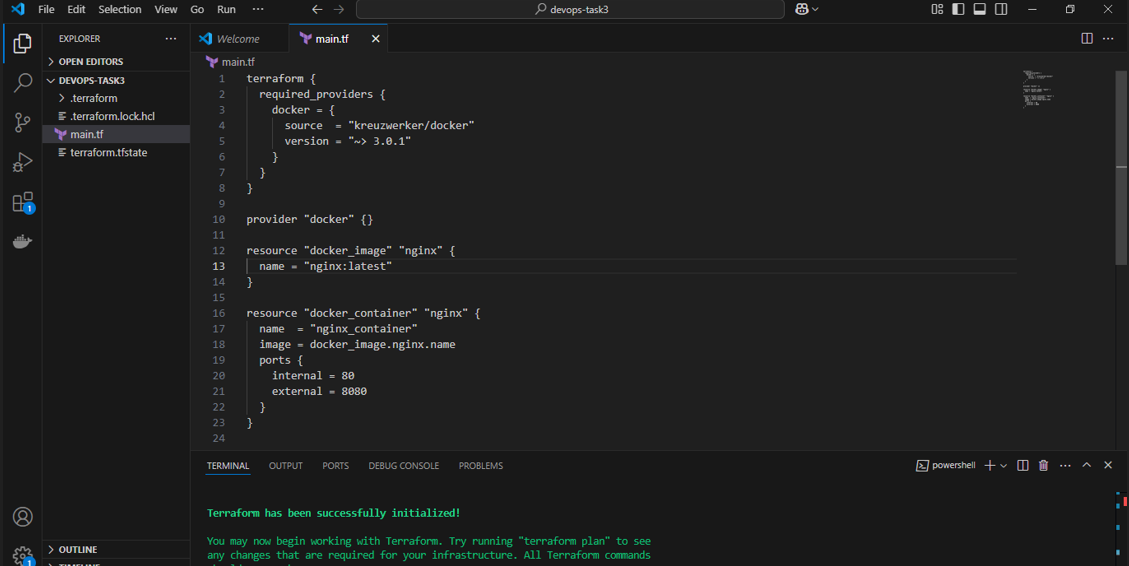 File Edit Selection View Go Run ··· devops-task3
EXPLORER ···
OPEN EDITORS
DEVOPS-TASK3
.terraform
.terraform.lock.hcl
main.tf
terraform.tfstate
OUTLINE
1
1
Welcome main.tf
main.tf
1 terraform {
2   required_providers {
3     docker = {
4       source  = "kreuzwerker/docker"
5       version = "~> 3.0.1"
6     }
7   }
8 }
9
10 provider "docker" {}
11
12 resource "docker_image" "nginx" {
13   name = "nginx:latest"
14 }
15
16 resource "docker_container" "nginx" {
17   name  = "nginx_container"
18   image = docker_image.nginx.name
19   ports {
20     internal = 80
21     external = 8080
22   }
23 }
24
TERMINAL OUTPUT PORTS DEBUG CONSOLE PROBLEMS powershell
Terraform has been successfully initialized!
You may now begin working with Terraform. Try running "terraform plan" to see
any changes that are required for your infrastructure. All Terraform commands